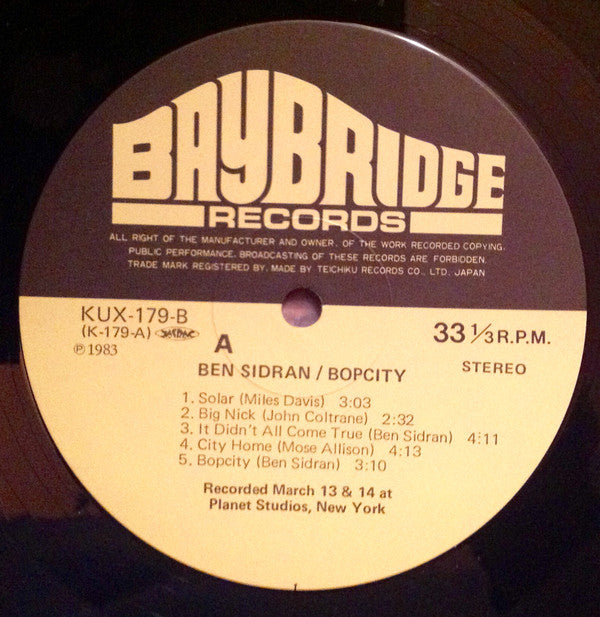 BAYBRIDGE
RECORDS
ALL RIGHT OF THE MANUFACTURER AND OWNER. OF THE WORK RECORDED COPYING.
PUBLIC PERFORMANCE. BROADCASTING OF THESE RECORDS ARE FORBIDDEN.
TRADE MARK REGISTERED BY. MADE BY TEICHIKU RECORDS CO., LTD. JAPAN
KUX-179-B
(K-179-A)
℗ 1983
A
33 1/3 R.P.M.
STEREO
BEN SIDRAN / BOPCITY
1. Solar (Miles Davis) 3:03
2. Big Nick (John Coltrane) 2:32
3. It Didn't All Come True (Ben Sidran) 4:11
4. City Home (Mose Allison) 4:13
5. Bopcity (Ben Sidran) 3:10
Recorded March 13 & 14 at
Planet Studios, New York